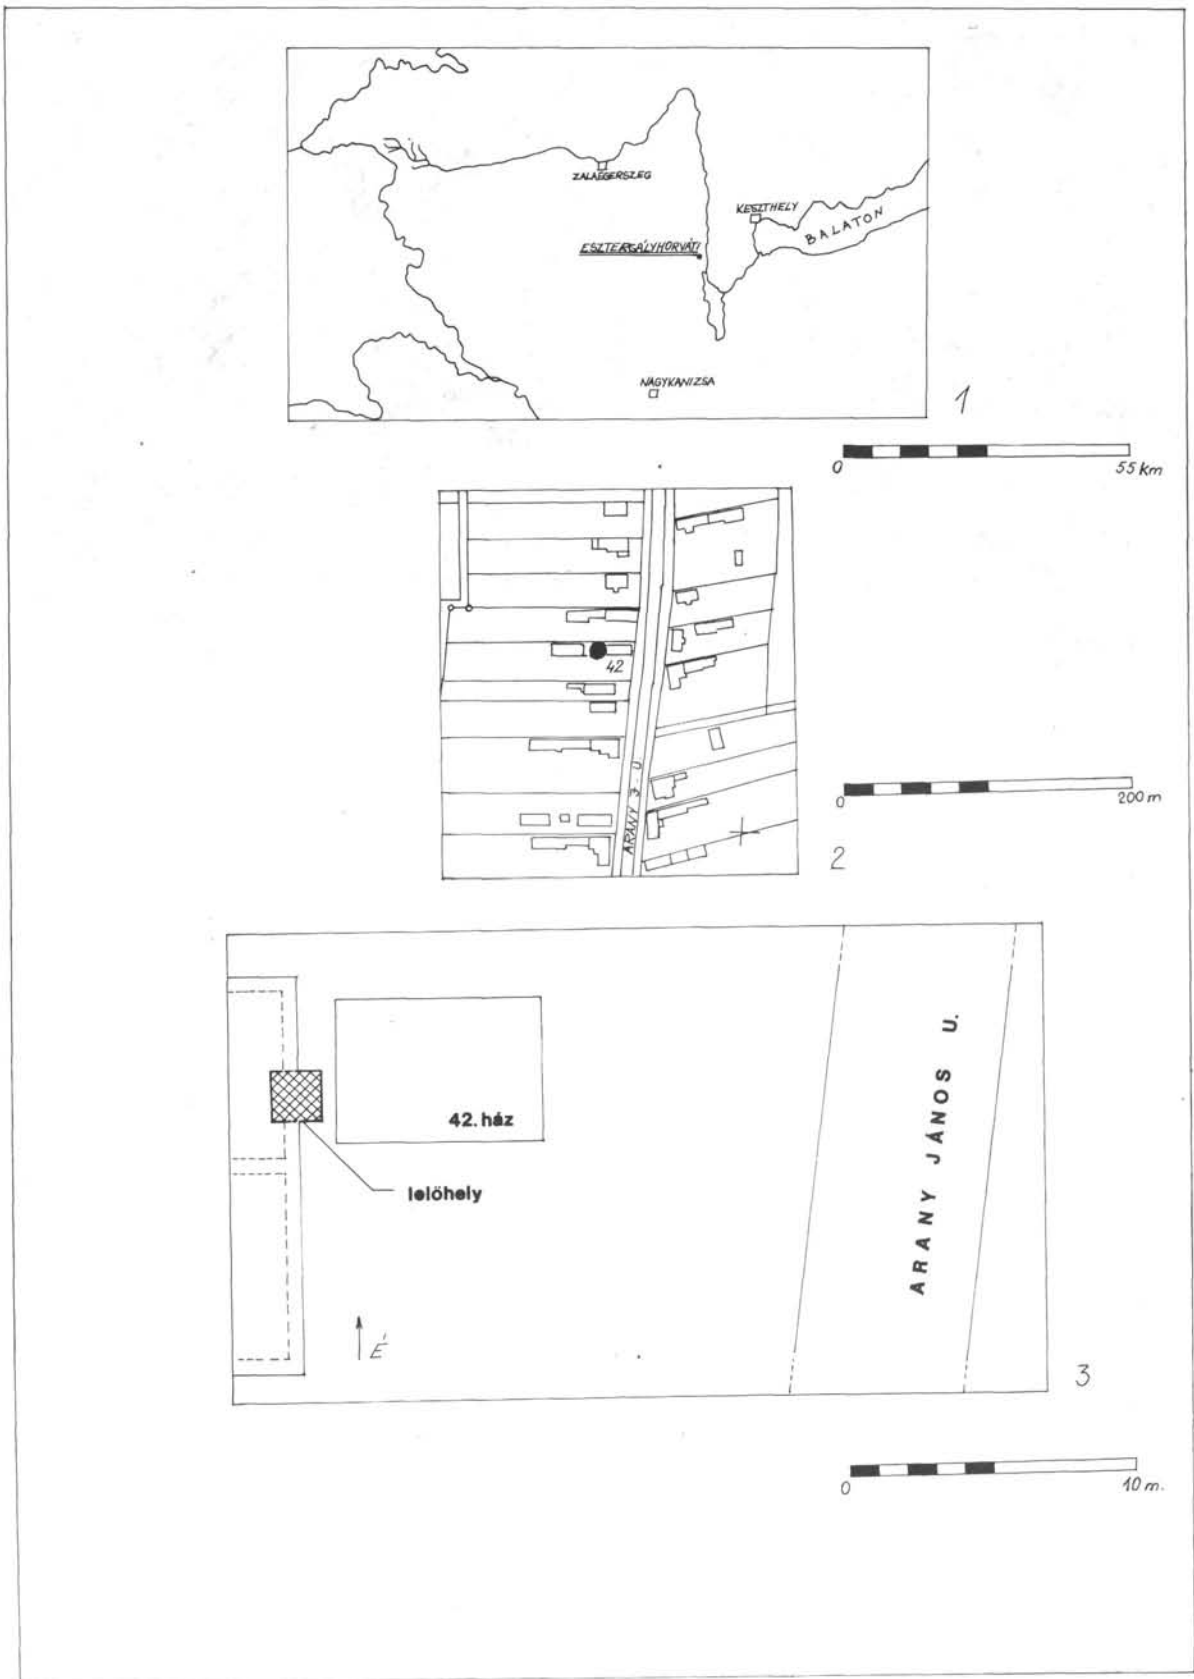 ZALAEGERSZEG
KESZTHELY
BALATON
ESZTERGÁLYHORVÁTI
NAGYKANIZSA
1
0 55 km
42
ARANY J. U.
0 200 m
2
42. ház
lelőhely
ARANY JÁNOS U.
É
3
0 10 m.